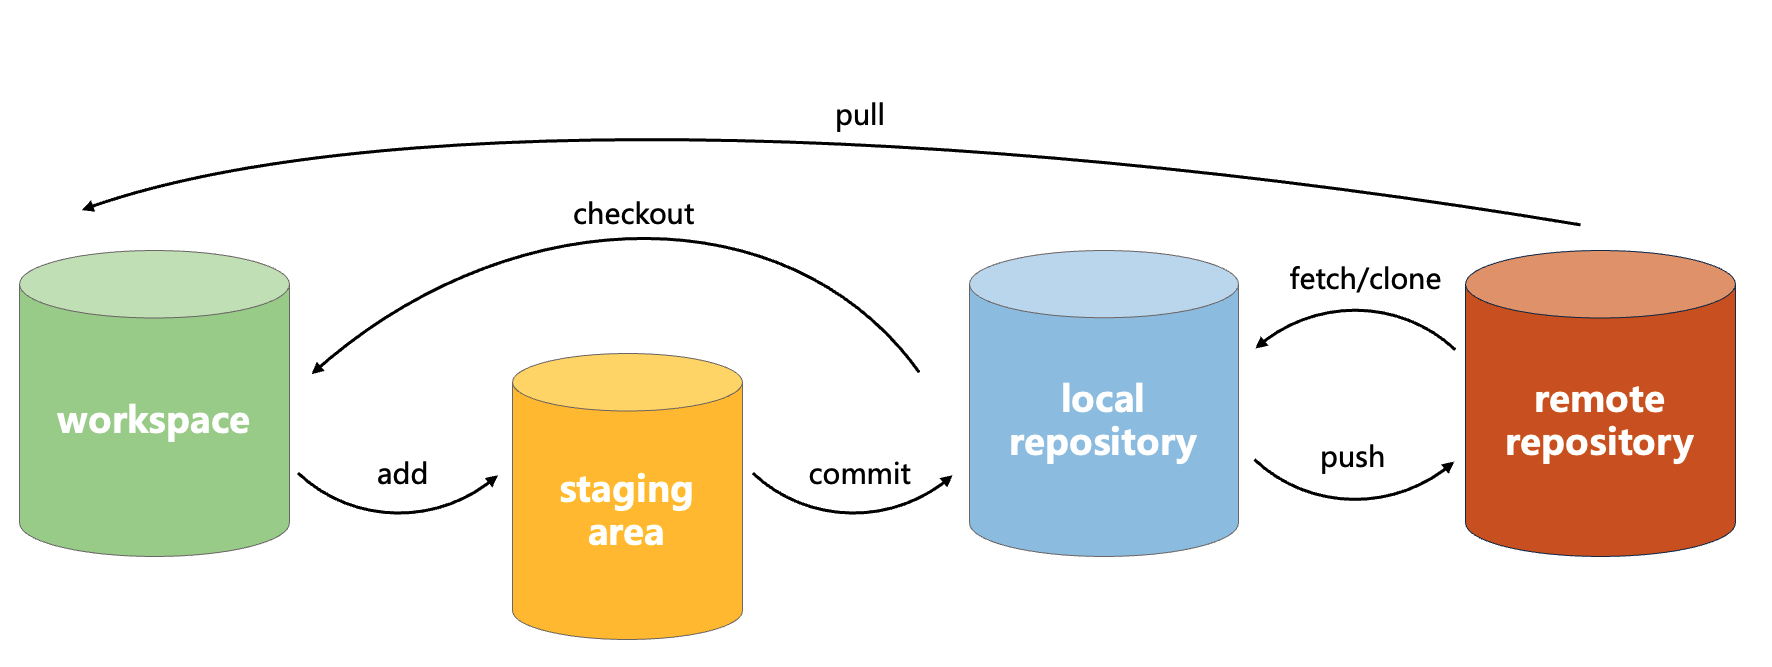 pull
checkout
fetch/clone
workspace
local
repository
remote
repository
add
commit
push
staging
area